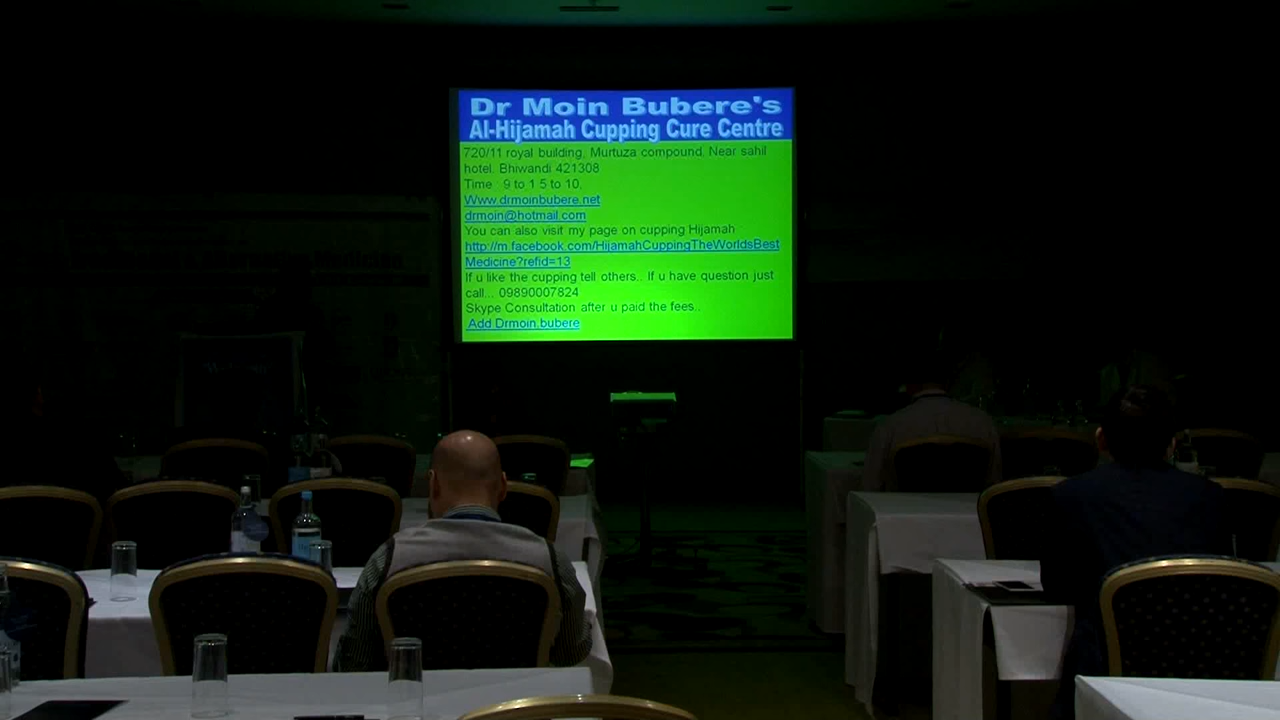 Dr Moin Bubere's
Al-Hijamah Cupping Cure Centre
720/11 royal building, Murtuza compound, Near sahil
hotel. Bhiwandi 421308
Time : 9 to 1 5 to 10,
Www.drmoinbubere.net
drmoin@hotmail.com
You can also visit my page on cupping Hijamah
http://m.facebook.com/HijamahCuppingTheWorldsBest
Medicine?refid=13
If u like the cupping tell others.. If u have question just
call... 09890007824
Skype Consultation after u paid the fees..
Add Drmoin.bubere